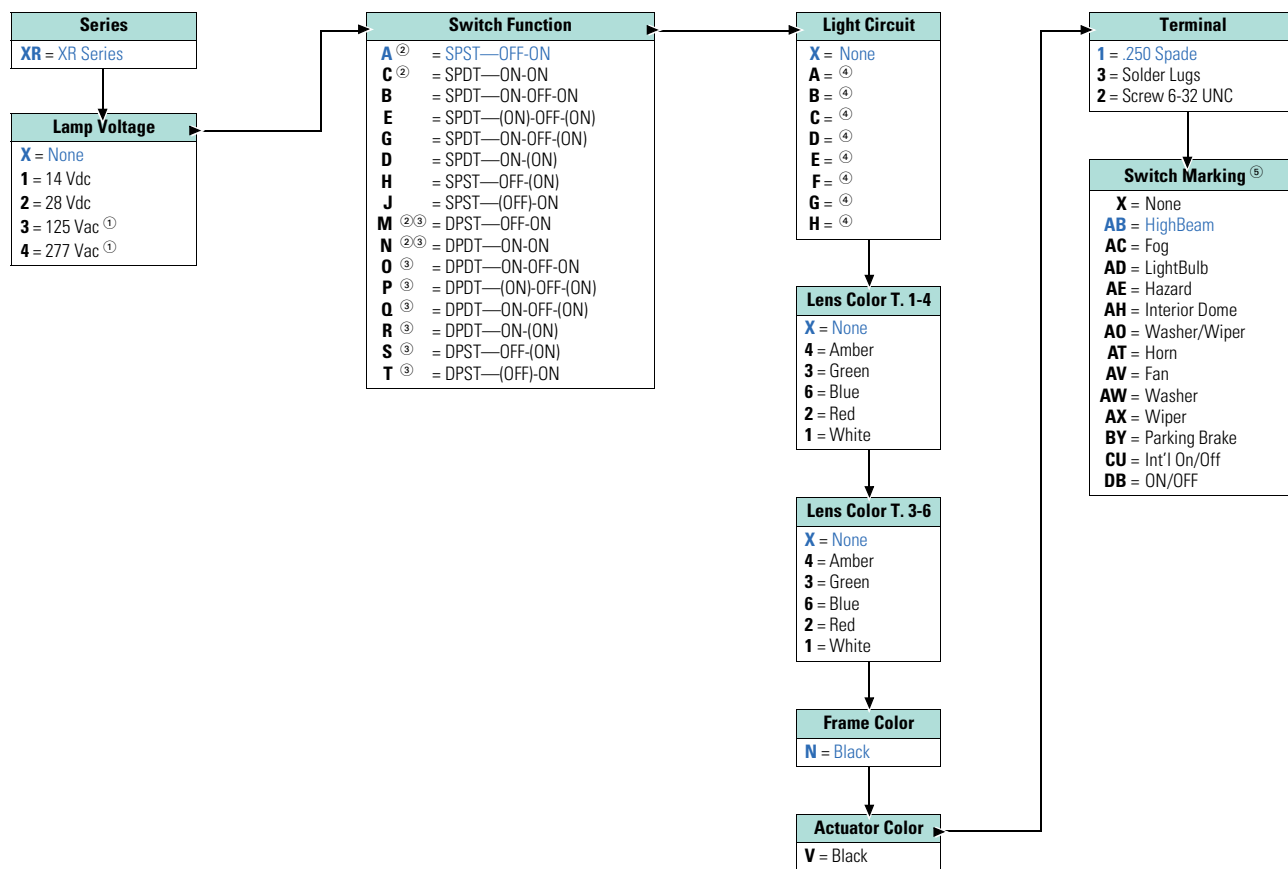 Series
XR = XR Series
Lamp Voltage
X = None
1 = 14 Vdc
2 = 28 Vdc
3 = 125 Vac ①
4 = 277 Vac ①
Switch Function
A ② = SPST—OFF-ON
C ② = SPDT—ON-ON
B = SPDT—ON-OFF-ON
E = SPDT—(ON)-OFF-(ON)
G = SPDT—ON-OFF-(ON)
D = SPDT—ON-(ON)
H = SPST—OFF-(ON)
J = SPST—(OFF)-ON
M ②③ = DPST—OFF-ON
N ②③ = DPDT—ON-ON
O ③ = DPDT—ON-OFF-ON
P ③ = DPDT—(ON)-OFF-(ON)
Q ③ = DPDT—ON-OFF-(ON)
R ③ = DPDT—ON-(ON)
S ③ = DPST—OFF-(ON)
T ③ = DPST—(OFF)-ON
Light Circuit
X = None
A = ④
B = ④
C = ④
D = ④
E = ④
F = ④
G = ④
H = ④
Lens Color T. 1-4
X = None
4 = Amber
3 = Green
6 = Blue
2 = Red
1 = White
Lens Color T. 3-6
X = None
4 = Amber
3 = Green
6 = Blue
2 = Red
1 = White
Frame Color
N = Black
Actuator Color
V = Black
Terminal
1 = .250 Spade
3 = Solder Lugs
2 = Screw 6-32 UNC
Switch Marking ⑤
X = None
AB = HighBeam
AC = Fog
AD = LightBulb
AE = Hazard
AH = Interior Dome
AO = Washer/Wiper
AT = Horn
AV = Fan
AW = Washer
AX = Wiper
BY = Parking Brake
CU = Int'l On/Off
DB = ON/OFF